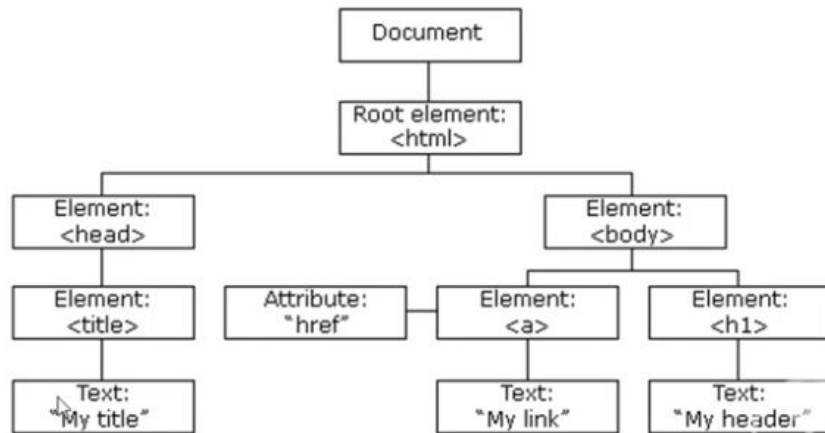 Document
Root element:
<html>
Element:
<head>
Element:
<body>
Element:
<title>
Attribute:
"href"
Element:
<a>
Element:
<h1>
Text:
"My title"
Text:
"My link"
Text:
"My header"